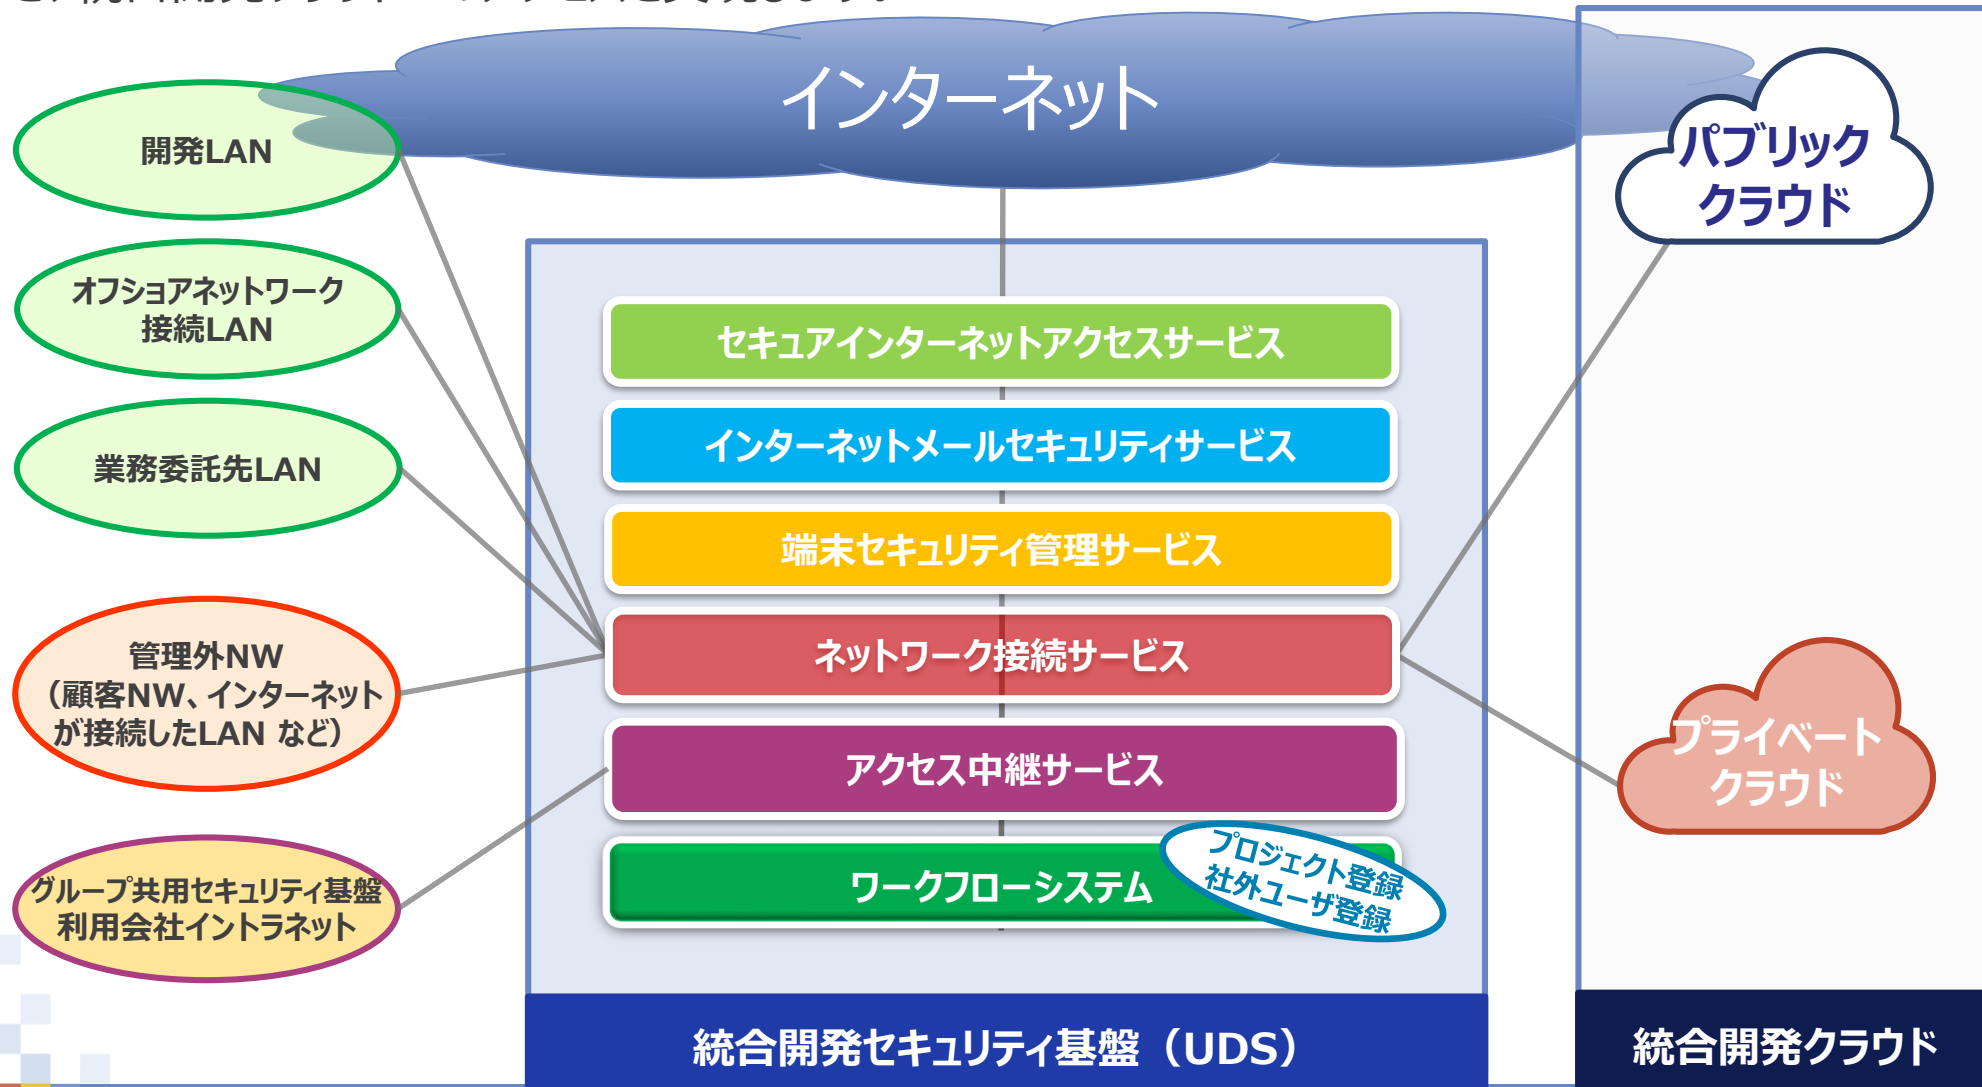 インターネット
開発LAN
オフショアネットワーク
接続LAN
業務委託先LAN
管理外NW
（顧客NW、インターネット
が接続したLAN など）
グループ共用セキュリティ基盤
利用会社イントラネット
セキュアインターネットアクセスサービス
インターネットメールセキュリティサービス
端末セキュリティ管理サービス
ネットワーク接続サービス
アクセス中継サービス
ワークフローシステム
プロジェクト登録
社外ユーザ登録
統合開発セキュリティ基盤（UDS）
パブリック
クラウド
プライベート
クラウド
統合開発クラウド